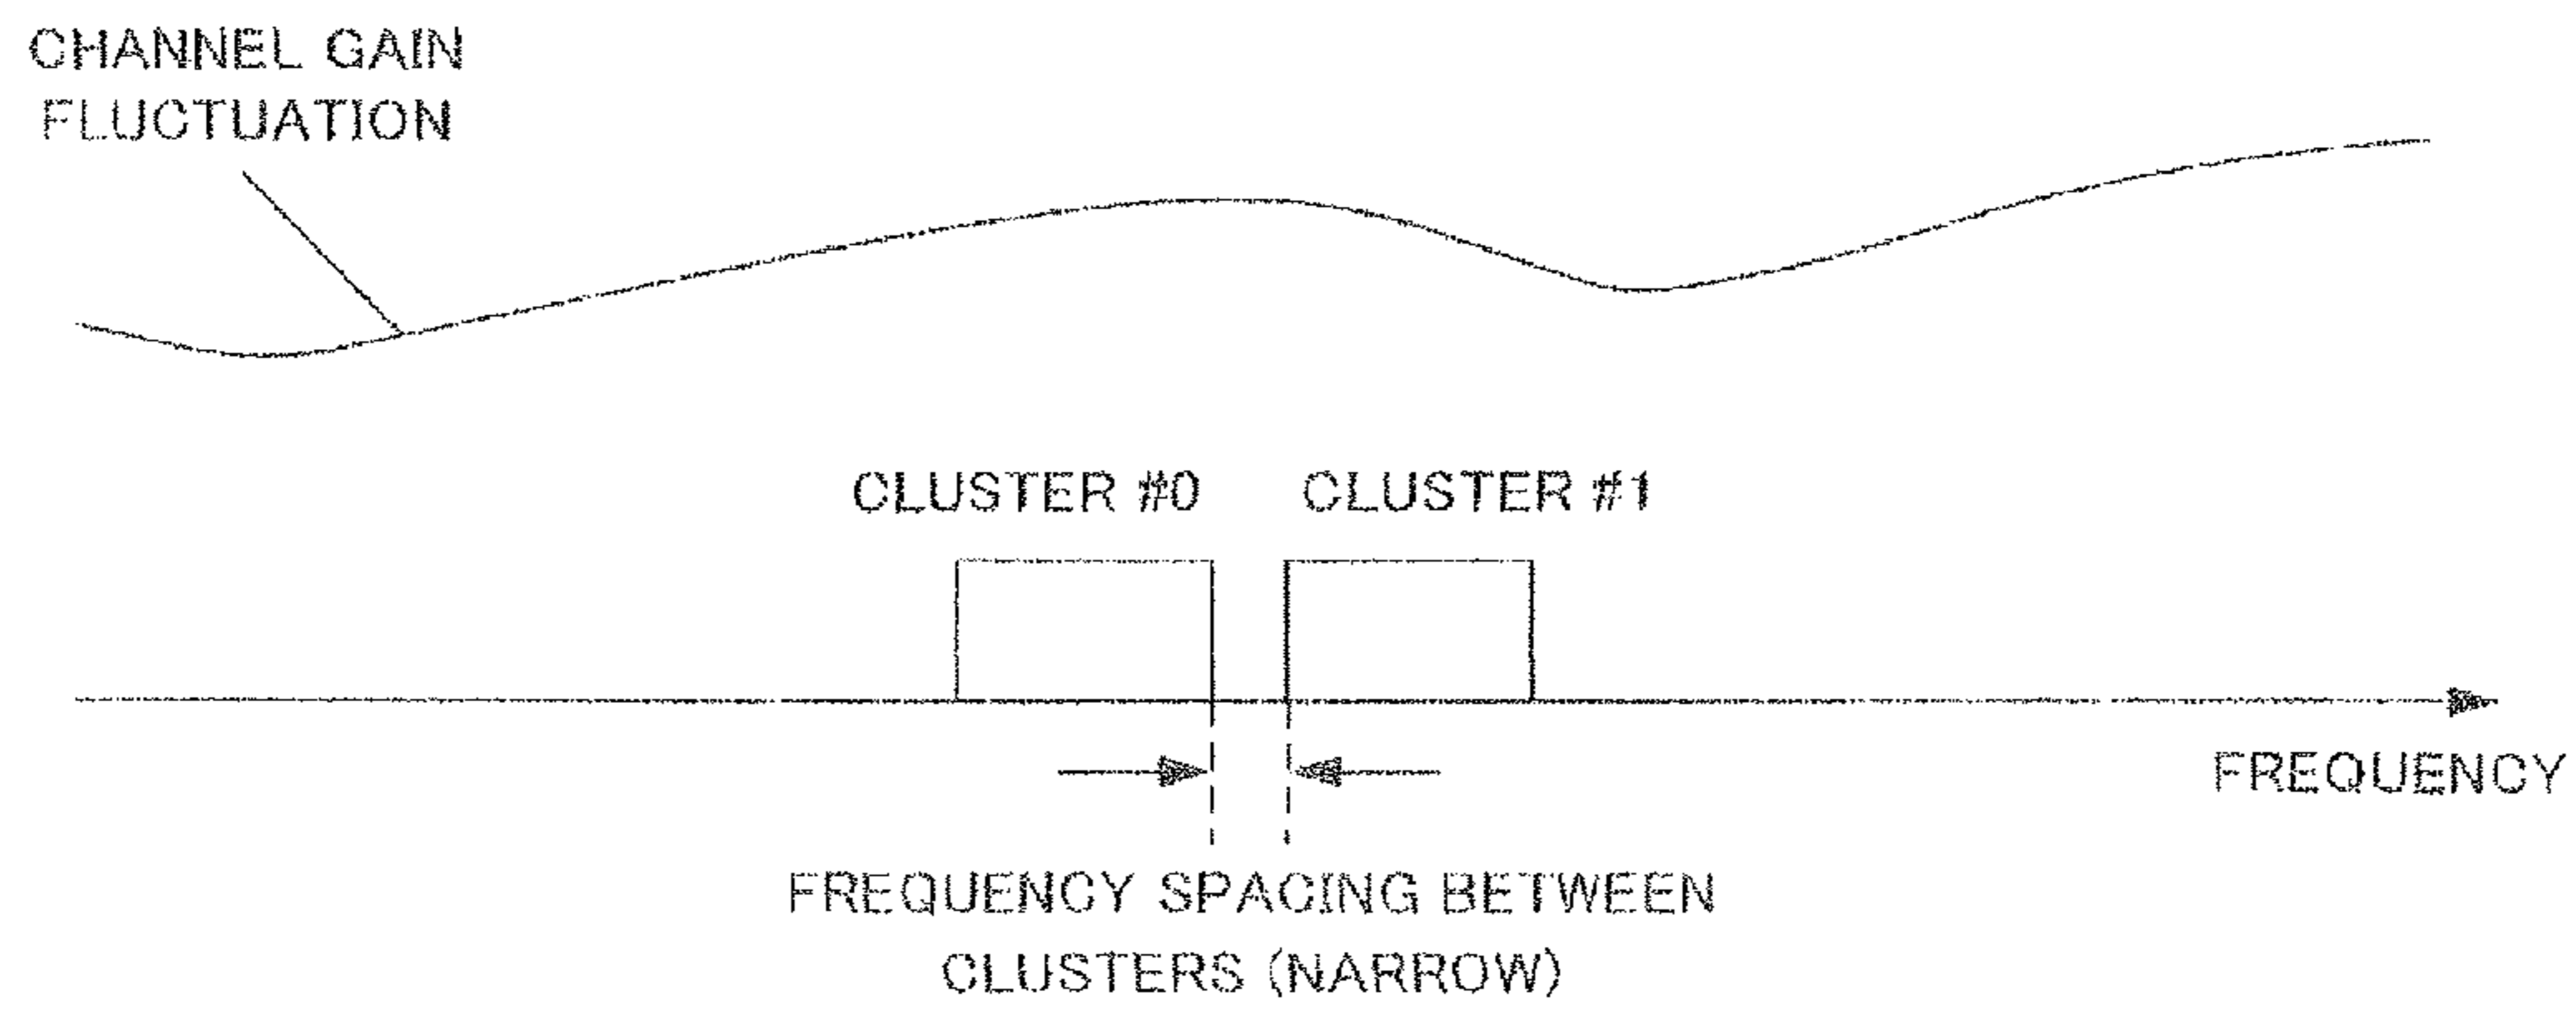 CHANNEL GAIN
FLUCTUATION
CLUSTER #0
CLUSTER #1
FREQUENCY
FREQUENCY SPACING BETWEEN
CLUSTERS (NARROW)